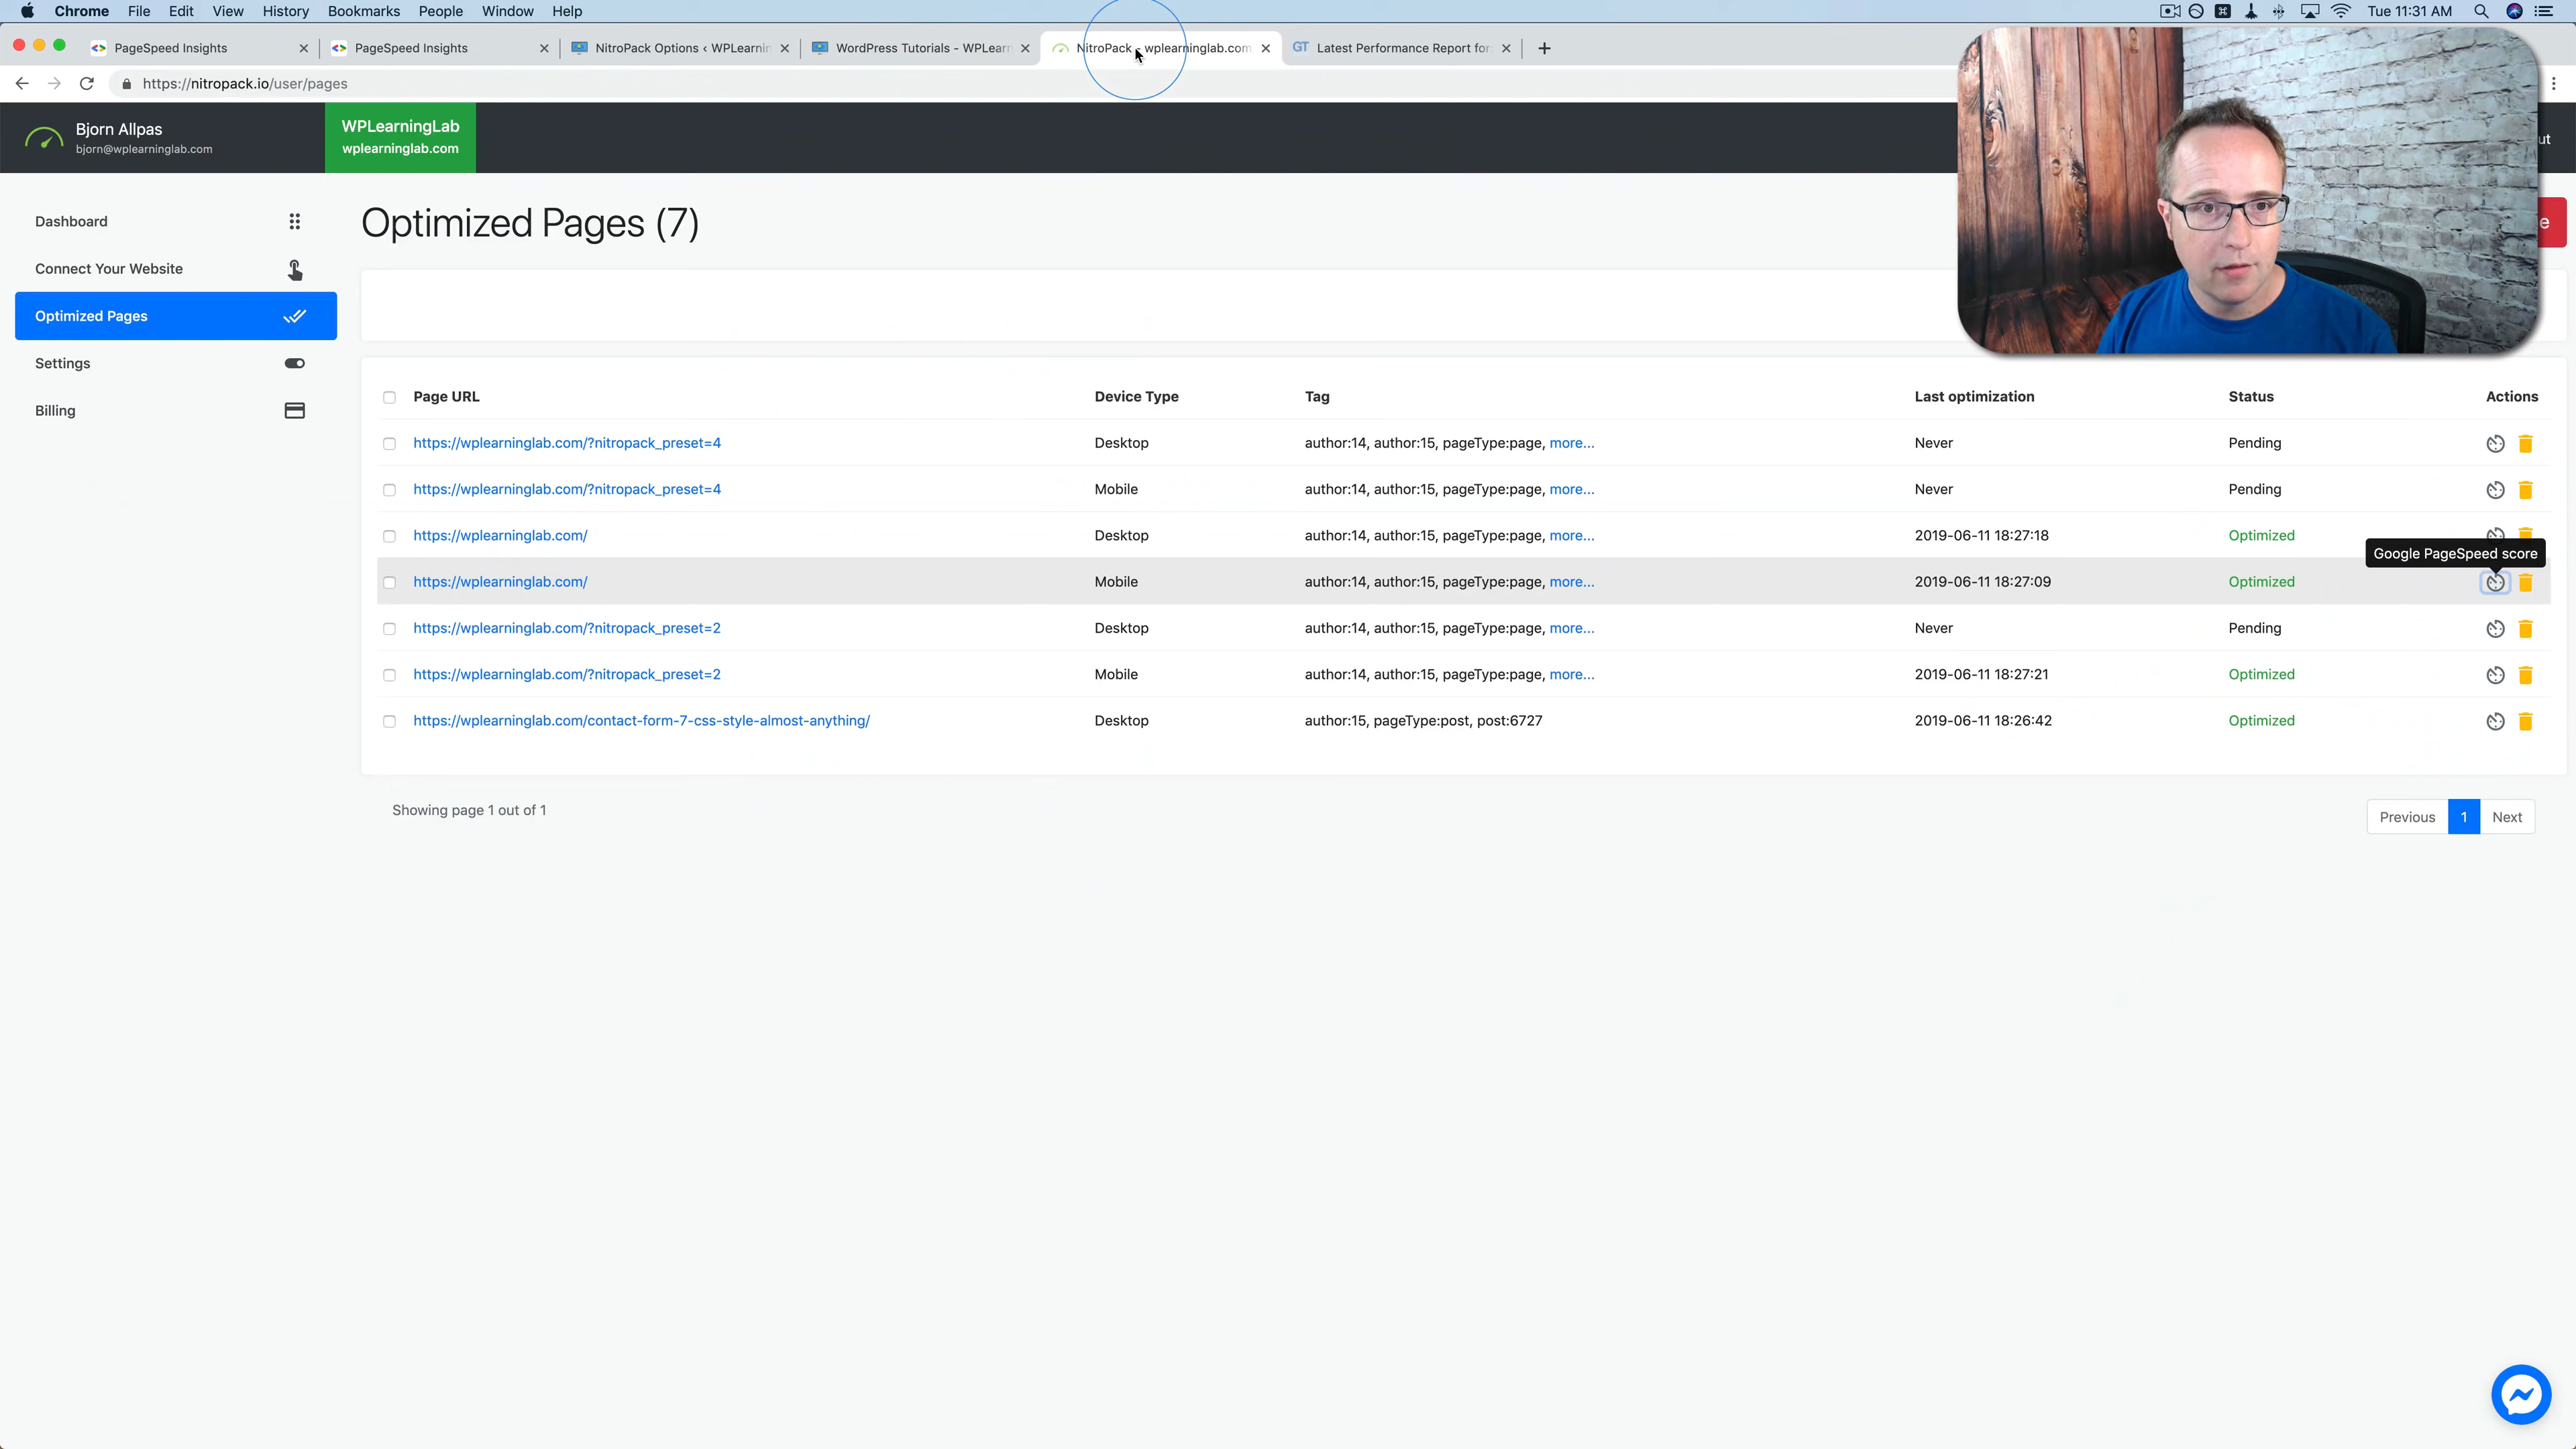 Chrome File Edit View History Bookmarks People Window Help Tue 11:31 AM
PageSpeed Insights PageSpeed Insights NitroPack Options ‹ WPLearnin WordPress Tutorials - WPLearn NitroPack - wplearninglab.com GT Latest Performance Report for
https://nitropack.io/user/pages
Bjorn Allpas
bjorn@wplearninglab.com
WPLearningLab
wplearninglab.com
ut
Dashboard
Connect Your Website
Optimized Pages
Settings
Billing
Optimized Pages (7)
e
Page URL Device Type Tag Last optimization Status Actions
https://wplearninglab.com/?nitropack_preset=4 Desktop author:14, author:15, pageType:page, more... Never Pending
https://wplearninglab.com/?nitropack_preset=4 Mobile author:14, author:15, pageType:page, more... Never Pending
https://wplearninglab.com/ Desktop author:14, author:15, pageType:page, more... 2019-06-11 18:27:18 Optimized
Google PageSpeed score
https://wplearninglab.com/ Mobile author:14, author:15, pageType:page, more... 2019-06-11 18:27:09 Optimized
https://wplearninglab.com/?nitropack_preset=2 Desktop author:14, author:15, pageType:page, more... Never Pending
https://wplearninglab.com/?nitropack_preset=2 Mobile author:14, author:15, pageType:page, more... 2019-06-11 18:27:21 Optimized
https://wplearninglab.com/contact-form-7-css-style-almost-anything/ Desktop author:15, pageType:post, post:6727 2019-06-11 18:26:42 Optimized
Showing page 1 out of 1
Previous 1 Next